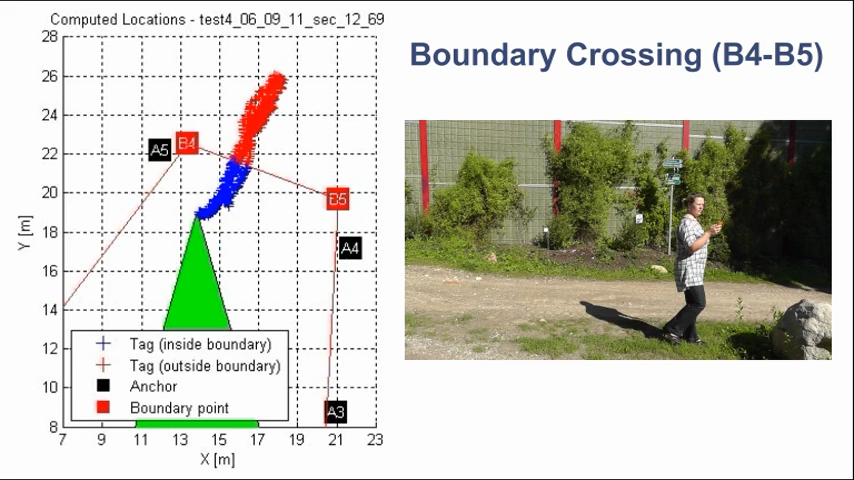 Computed Locations - test4_06_09_11_sec_12_69
Boundary Crossing (B4-B5)
28
26
24
22
20
18
16
14
12
10
8
Y [m]
A5
B4
B5
A4
A3
Tag (inside boundary)
Tag (outside boundary)
Anchor
Boundary point
7 9 11 13 15 17 19 21 23
X [m]